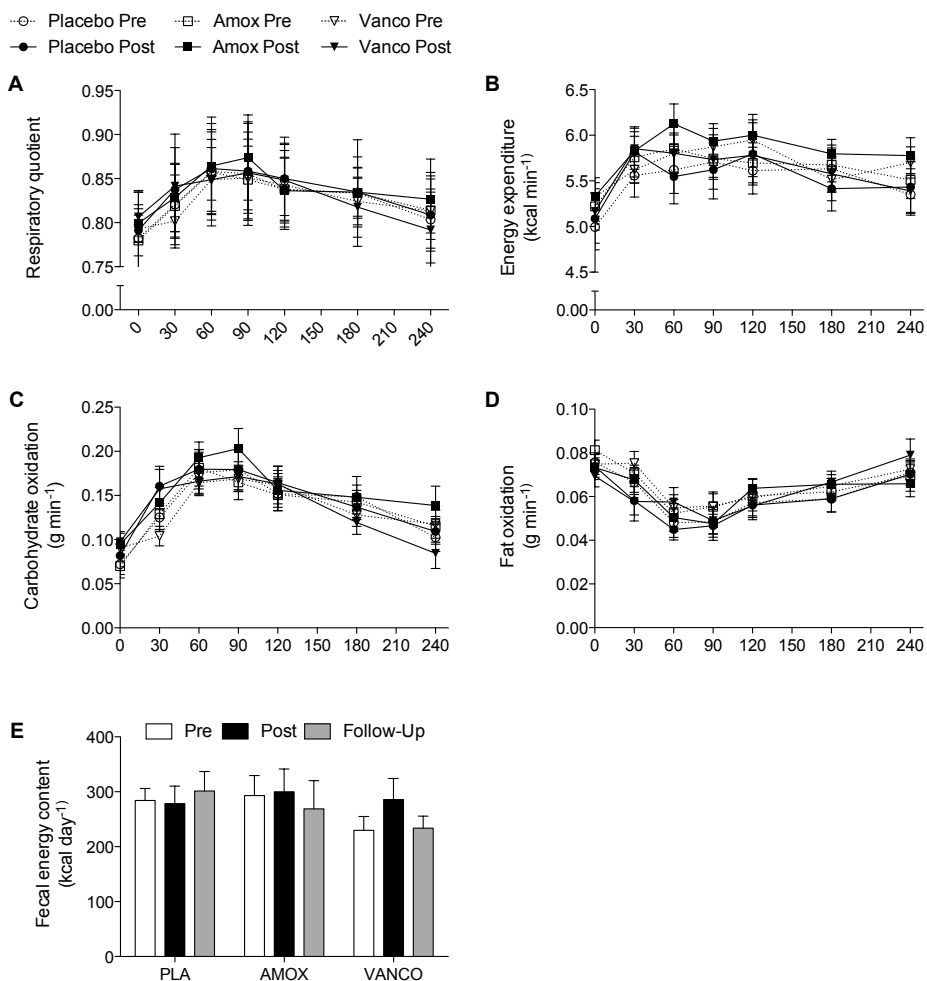 Placebo Pre Amox Pre Vanco Pre
Placebo Post Amox Post Vanco Post
A
Respiratory quotient
0.95
0.90
0.85
0.80
0.75
0.00
0 30 60 90 120 150 180 210 240
B
Energy expenditure
(kcal min⁻¹)
6.5
6.0
5.5
5.0
4.5
0.00
0 30 60 90 120 150 180 210 240
C
Carbohydrate oxidation
(g min⁻¹)
0.25
0.20
0.15
0.10
0.05
0.00
0 30 60 90 120 150 180 210 240
D
Fat oxidation
(g min⁻¹)
0.10
0.08
0.06
0.04
0.02
0.00
0 30 60 90 120 150 180 210 240
E
Pre Post Follow-Up
Fecal energy content
(kcal day⁻¹)
400
300
200
100
0
PLA AMOX VANCO